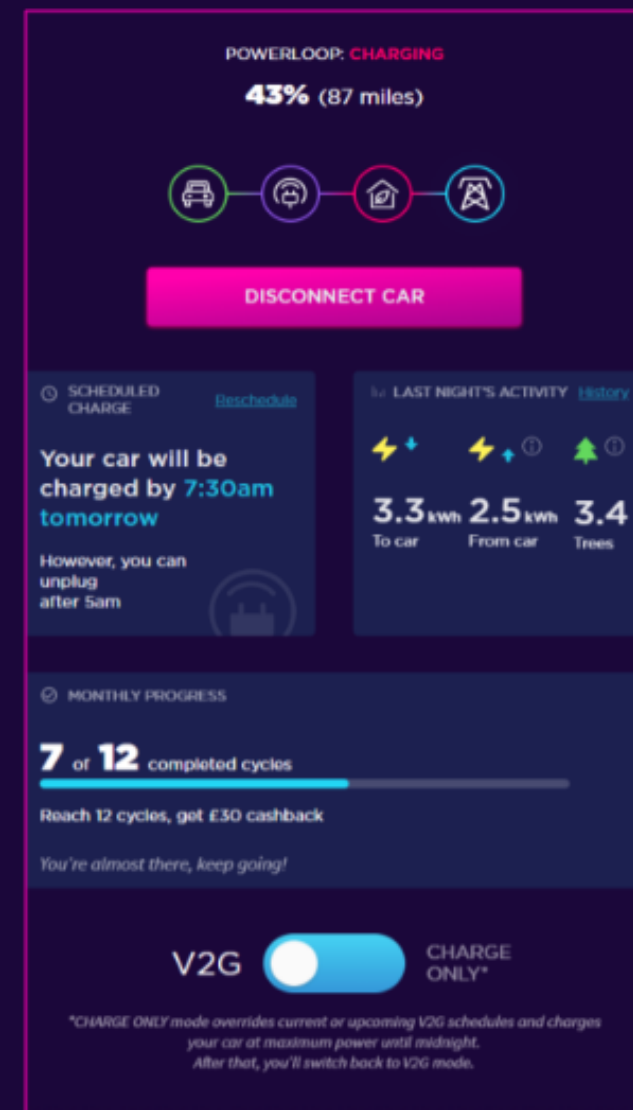 POWERLOOP: CHARGING
43% (87 miles)
DISCONNECT CAR
SCHEDULED
CHARGE
Reschedule
Your car will be
charged by 7:30am
tomorrow
However, you can
unplug
after 5am
LAST NIGHT'S ACTIVITY History
3.3 kWh 2.5 kWh 3.4
To car From car Trees
MONTHLY PROGRESS
7 of 12 completed cycles
Reach 12 cycles, get £30 cashback
You're almost there, keep going!
V2G
CHARGE
ONLY*
*CHARGE ONLY mode overrides current or upcoming V2G schedules and charges
your car at maximum power until midnight.
After that, you'll switch back to V2G mode.